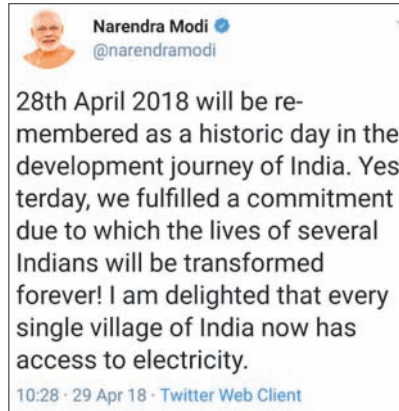 Narendra Modi
@narendramodi
28th April 2018 will be re-
membered as a historic day in the
development journey of India. Yes
terday, we fulfilled a commitment
due to which the lives of several
Indians will be transformed
forever! I am delighted that every
single village of India now has
access to electricity.
10:28 · 29 Apr 18 · Twitter Web Client